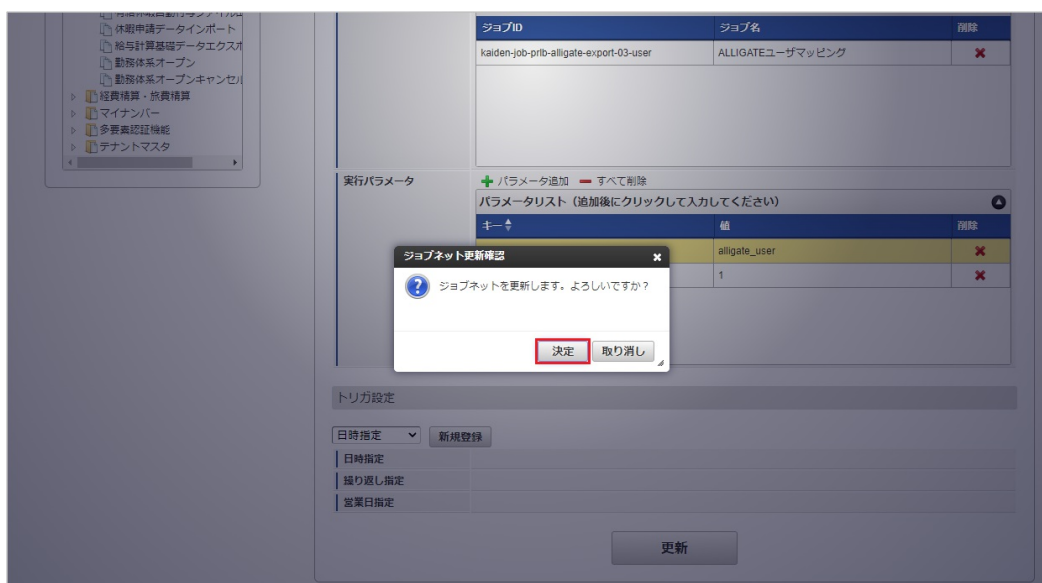 休暇申請データインポート
給与計算基礎データエクスポ
勤務体系オープン
勤務体系オープンキャンセル
経費積算・旅費積算
マイナンバー
多要素認証機能
テナントマスタ
ジョブID ジョブ名 削除
kaiden-job-prlb-alligate-export-03-user ALLIGATEユーザマッピング
実行パラメータ
パラメータ追加 すべて削除
パラメータリスト（追加後にクリックして入力してください）
キー 値 削除
alligate_user
1
ジョブネット更新確認
ジョブネットを更新します。よろしいですか？
決定 取り消し
トリガ設定
日時指定 新規登録
日時指定
繰り返し指定
営業日指定
更新